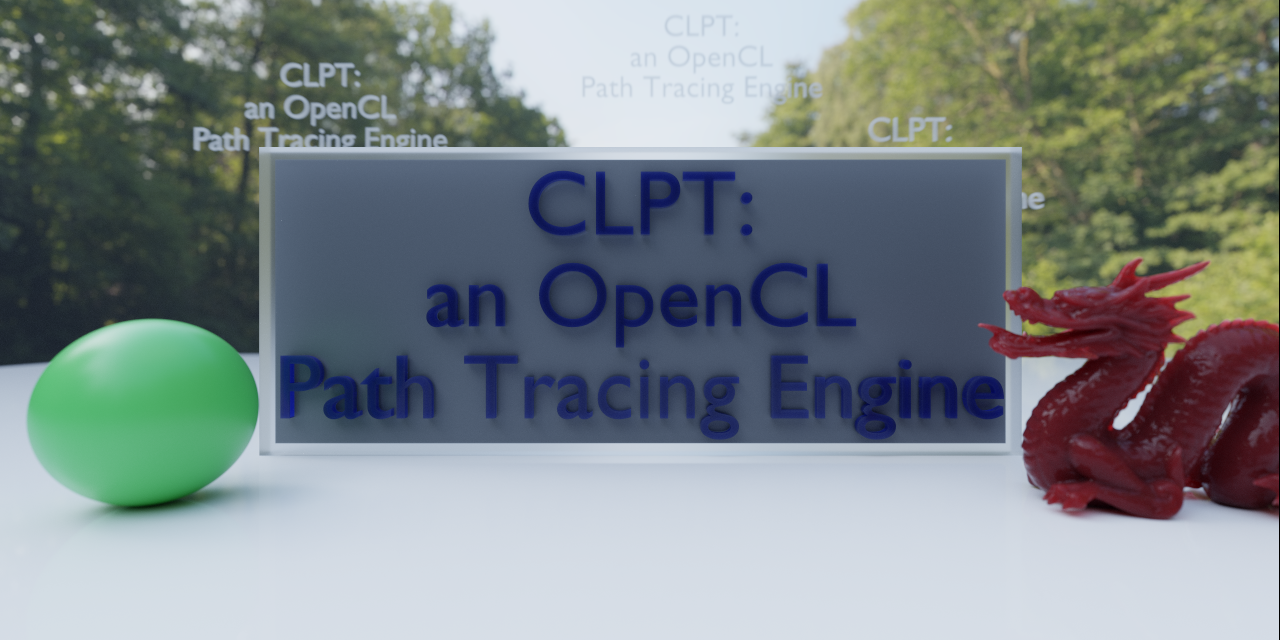 CLPT:
an OpenCL
Path Tracing Engine
CLPT:
an OpenCL
Path Tracing Engine
CLPT:
CLPT:
an OpenCL
Path Tracing Engine